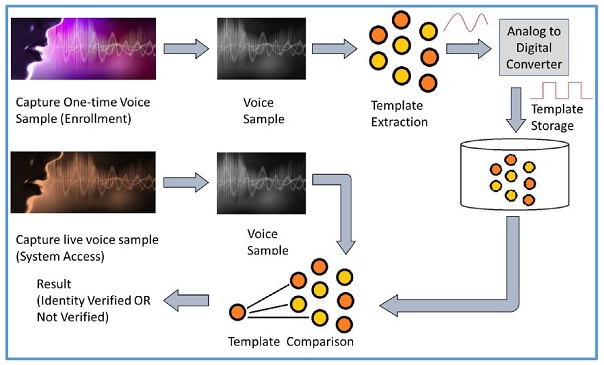 Capture One-time Voice
Sample (Enrollment)
Voice
Sample
Template
Extraction
Analog to
Digital
Converter
Template
Storage
Capture live voice sample
(System Access)
Voice
Sample
Result
(Identity Verified OR
Not Verified)
Template Comparison